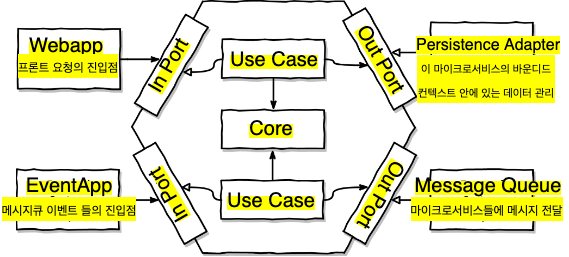 Webapp
프론트 요청의 진입점
In Port
Use Case
Out Port
Persistence Adapter
이 마이크로서비스의 바운디드
컨텍스트 안에 있는 데이터 관리
Core
EventApp
메시지큐 이벤트 들의 진입점
In Port
Use Case
Out Port
Message Queue
마이크로서비스들에 메시지 전달